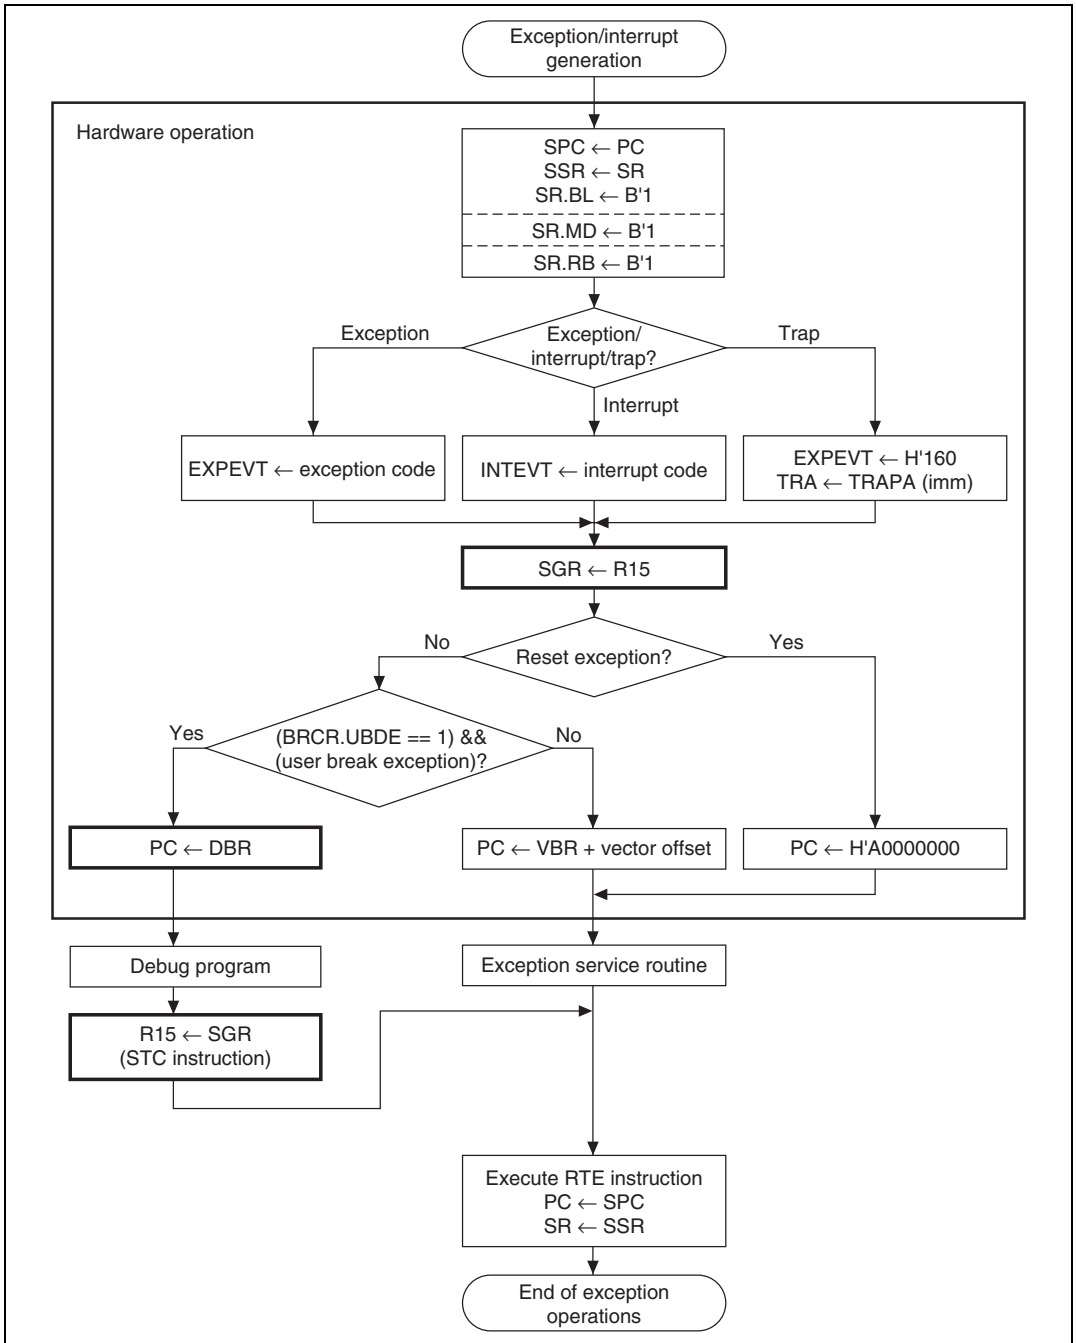 Exception/interrupt
generation
Hardware operation
SPC ← PC
SSR ← SR
SR.BL ← B'1
SR.MD ← B'1
SR.RB ← B'1
Exception
Exception/
interrupt/trap?
Trap
Interrupt
EXPEVT ← exception code
INTEVT ← interrupt code
EXPEVT ← H'160
TRA ← TRAPA (imm)
SGR ← R15
No
Reset exception?
Yes
Yes
(BRCR.UBDE == 1) &&
(user break exception)?
No
PC ← DBR
PC ← VBR + vector offset
PC ← H'A0000000
Debug program
Exception service routine
R15 ← SGR
(STC instruction)
Execute RTE instruction
PC ← SPC
SR ← SSR
End of exception
operations